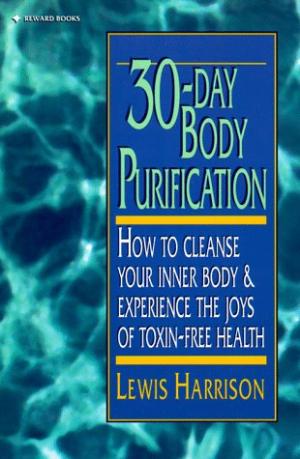 REWARD BOOKS
30-DAY
BODY
PURIFICATION
HOW TO CLEANSE
YOUR INNER BODY &
EXPERIENCE THE JOYS
OF TOXIN-FREE HEALTH
LEWIS HARRISON